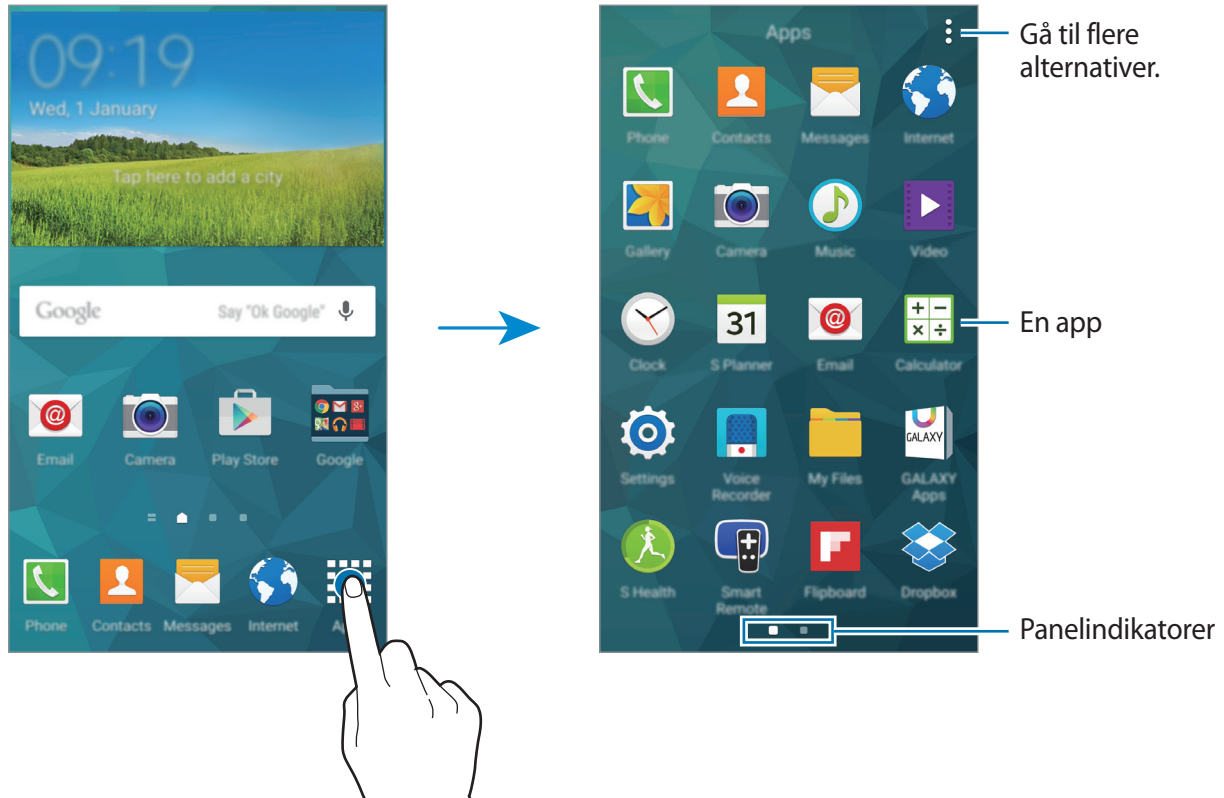 09:19
Wed, 1 January
Tap here to add a city
Google
Say "Ok Google"
Email
Camera
Play Store
Google
Phone
Contacts
Messages
Internet
Apps
Phone
Contacts
Messages
Internet
Gallery
Camera
Music
Video
31
Clock
S Planner
Email
Calculator
GALAXY
Settings
Voice
Recorder
My Files
GALAXY
Apps
S Health
Smart
Remote
Flipboard
Dropbox
Gå til flere
alternativer.
En app
Panelindikatorer